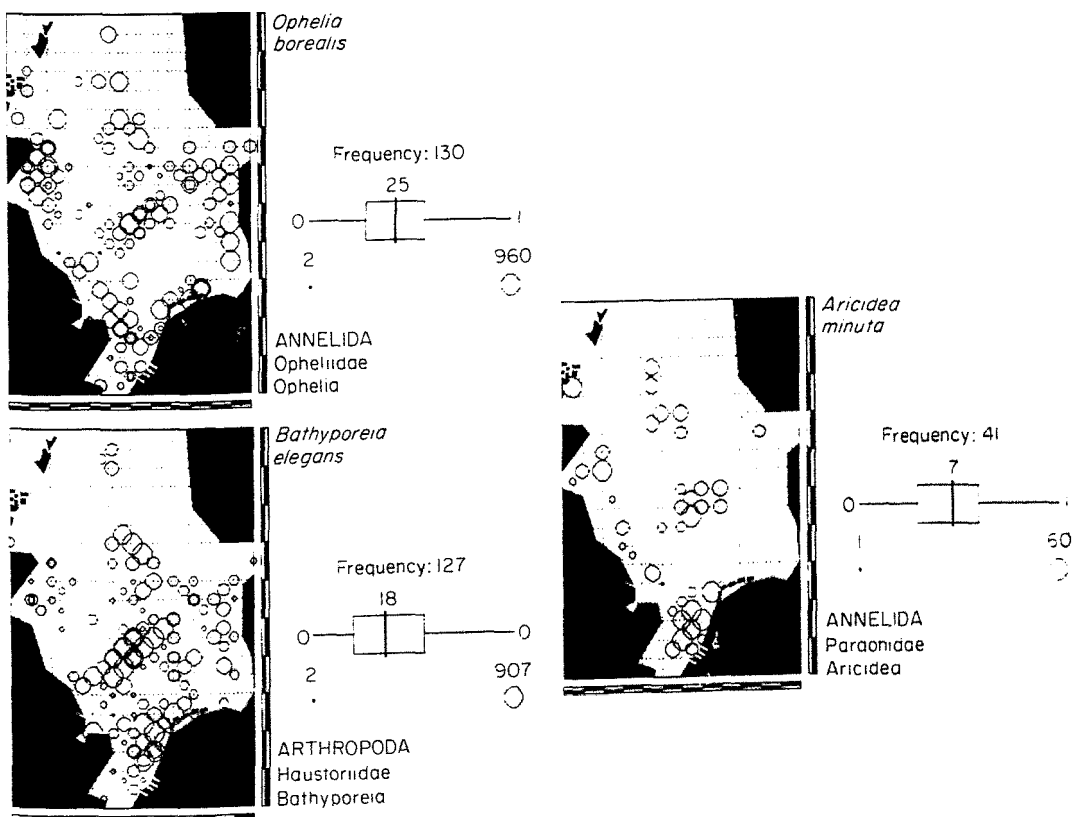 Ophelia
borealis
Frequency: 130
25
0
1
2
960
ANNELIDA
Opheliidae
Ophelia
Bathyporeia
elegans
Frequency: 127
18
0
0
2
907
ARTHROPODA
Haustoriidae
Bathyporeia
Aricidea
minuta
Frequency: 41
7
0
1
1
60
ANNELIDA
Paraonidae
Aricidea